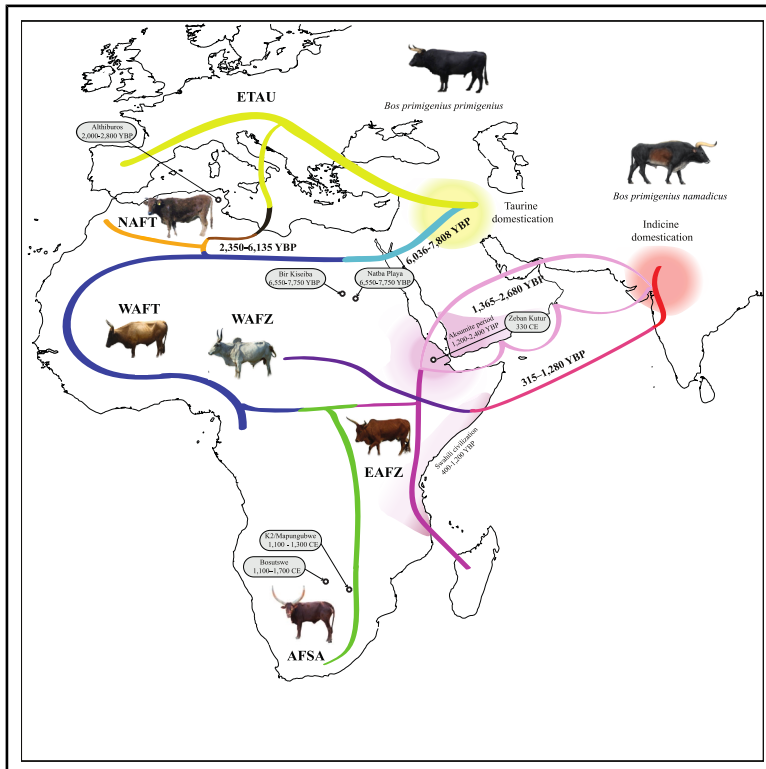 ETAU
Bos primigenius primigenius
Althiburos
2,000-2,800 YBP
Bos primigenius namadicus
Taurine
domestication
NAFT
Indicine
domestication
2,350-6,135 YBP
6,036-7,808 YBP
Bir Kiseiba
6,550-7,750 YBP
Natba Playa
6,550-7,750 YBP
1,365–2,680 YBP
WAFT
WAFZ
Aksumite period
1,200-2,400 YBP
Zeban Kutur
330 CE
315–1,280 YBP
EAFZ
Swahili civilization
400-1,200 YBP
K2/Mapungubwe
1,100 - 1,300 CE
Bosutswe
1,100–1,700 CE
AFSA